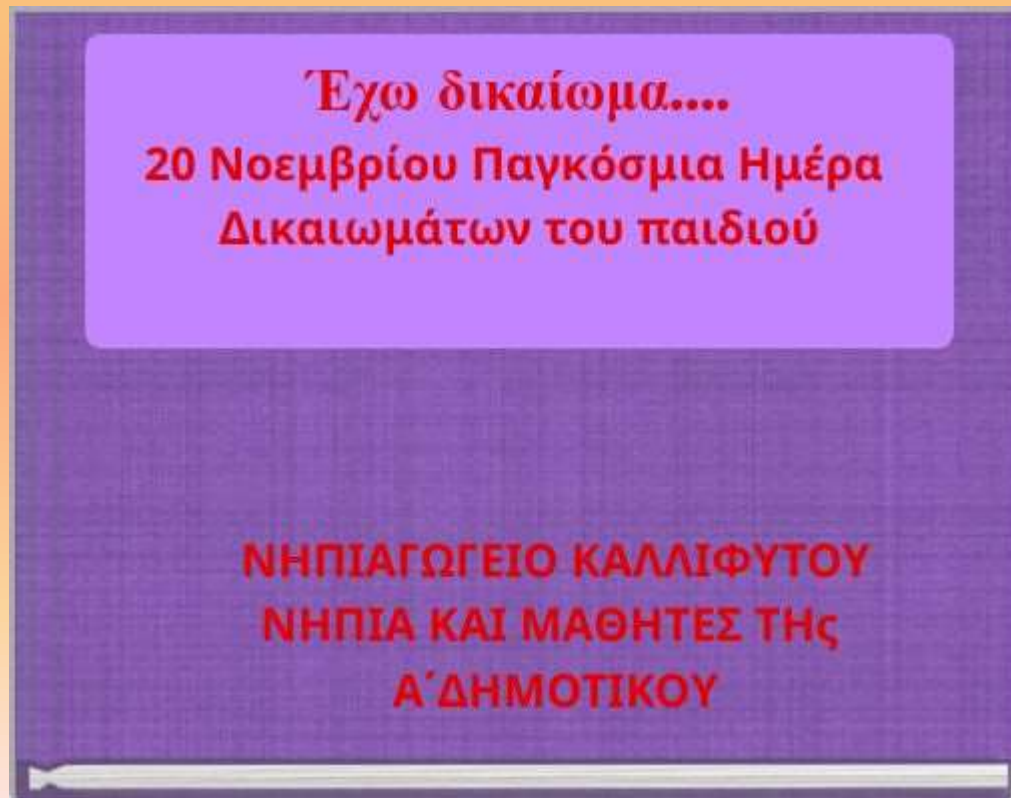 Έχω δικαίωμα....
20 Νοεμβρίου Παγκόσμια Ημέρα
Δικαιωμάτων του παιδιού
ΝΗΠΙΑΓΩΓΕΙΟ ΚΑΛΛΙΦΥΤΟΥ
ΝΗΠΙΑ ΚΑΙ ΜΑΘΗΤΕΣ ΤΗς
Α΄ΔΗΜΟΤΙΚΟΥ